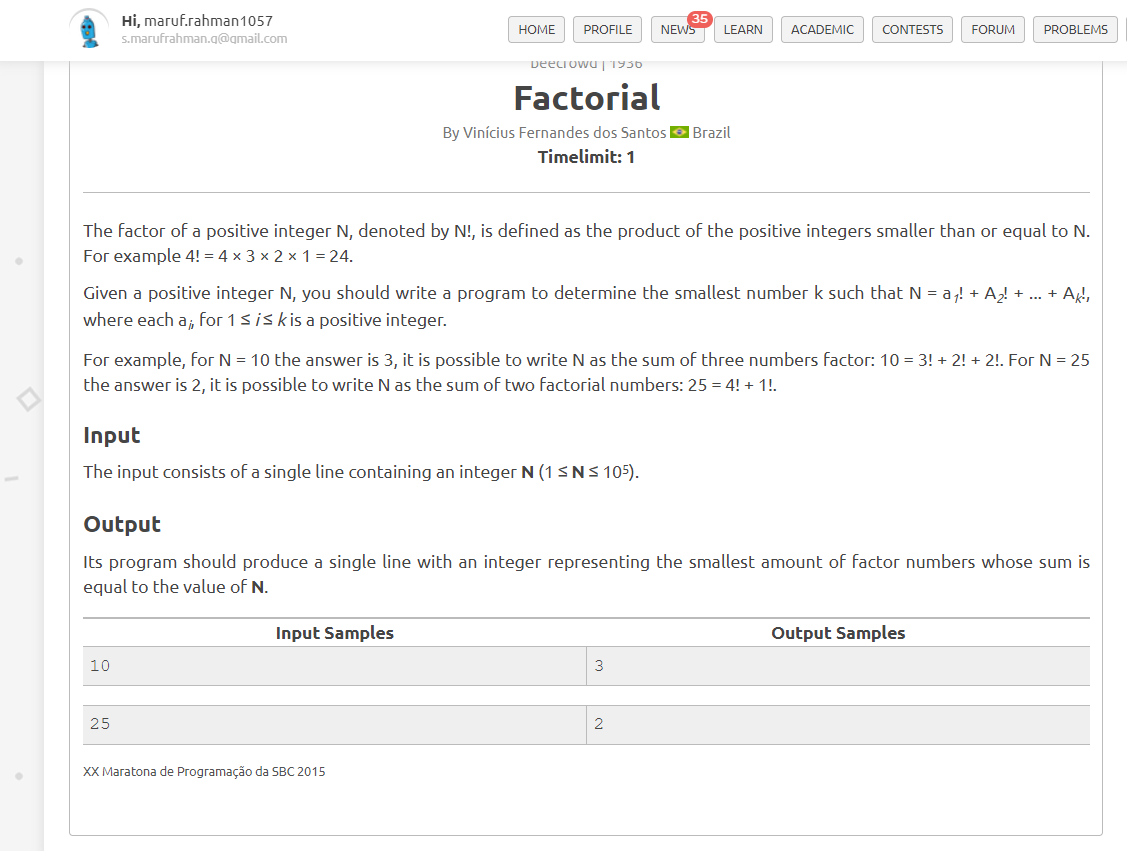 Hi, maruf.rahman1057
s.marufrahman.q@gmail.com
HOME PROFILE NEWS 35 LEARN ACADEMIC CONTESTS FORUM PROBLEMS
beecrowd | 1936
Factorial
By Vinícius Fernandes dos Santos Brazil
Timelimit: 1
The factor of a positive integer N, denoted by N!, is defined as the product of the positive integers smaller than or equal to N.
For example 4! = 4 × 3 × 2 × 1 = 24.
Given a positive integer N, you should write a program to determine the smallest number k such that N = a₁! + A₂! + ... + Aₖ!,
where each aᵢ, for 1 ≤ i ≤ k is a positive integer.
For example, for N = 10 the answer is 3, it is possible to write N as the sum of three numbers factor: 10 = 3! + 2! + 2!. For N = 25
the answer is 2, it is possible to write N as the sum of two factorial numbers: 25 = 4! + 1!.
Input
The input consists of a single line containing an integer N (1 ≤ N ≤ 10⁵).
Output
Its program should produce a single line with an integer representing the smallest amount of factor numbers whose sum is
equal to the value of N.
Input Samples Output Samples
10 3
25 2
XX Maratona de Programação da SBC 2015